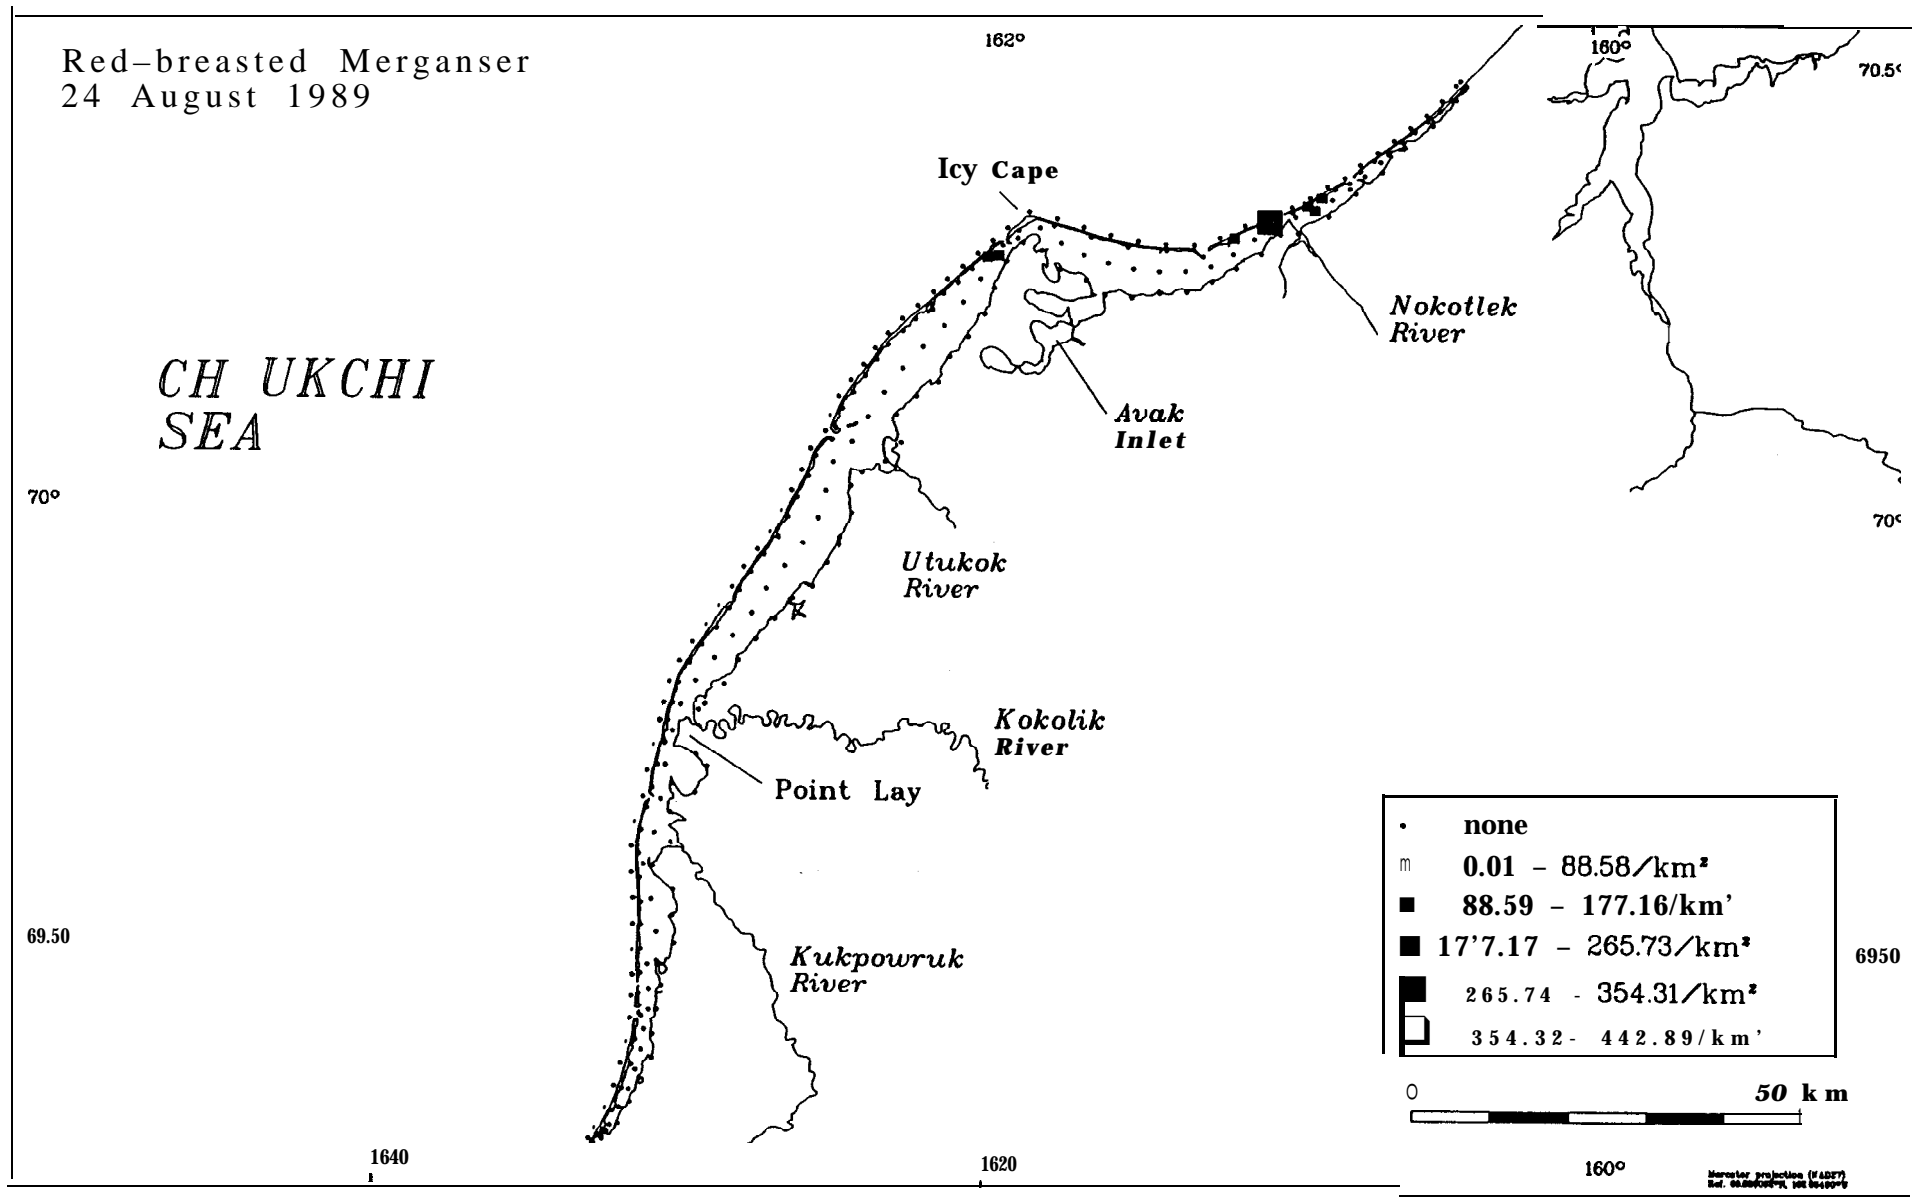 Red–breasted Merganser
24 August 1989
162°
160°
70.5°
Icy Cape
Nokotlek
River
CH UKCHI
SEA
Avak
Inlet
70°
70°
Utukok
River
Kokolik
River
Point Lay
69.50
6950
Kukpowruk
River
none
m 0.01 – 88.58/km²
88.59 – 177.16/km'
17'7.17 – 265.73/km²
265.74 - 354.31/km²
354.32- 442.89/km'
0 50 km
1640
1620
160°
Mercator projection (NAD27)